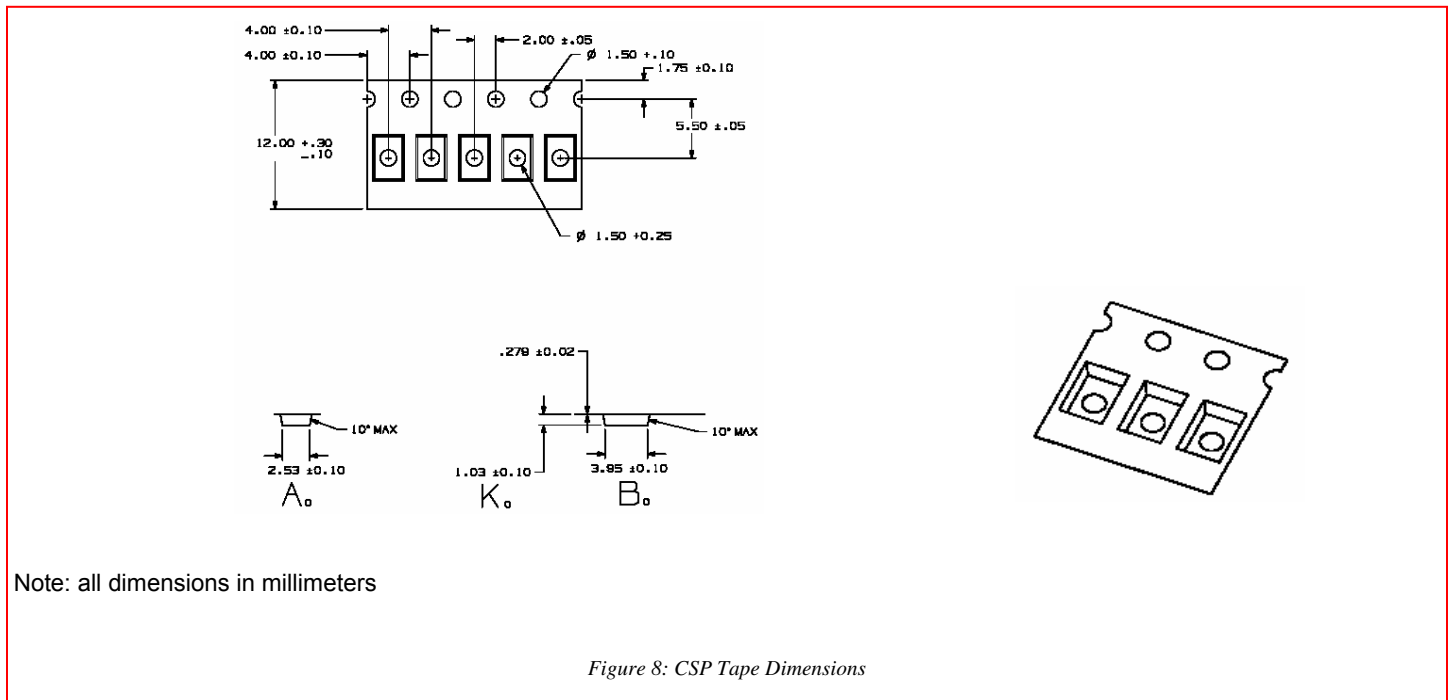 4.00 ±0.10
2.00 ±.05
4.00 ±0.10
Ø 1.50 +.10
1.75 ±0.10
12.00 +.30
-.10
5.50 ±.05
Ø 1.50 +0.25
.279 ±0.02
10° MAX
10° MAX
2.53 ±0.10
1.03 ±0.10
3.95 ±0.10
A₀
K₀
B₀
Note: all dimensions in millimeters
Figure 8: CSP Tape Dimensions